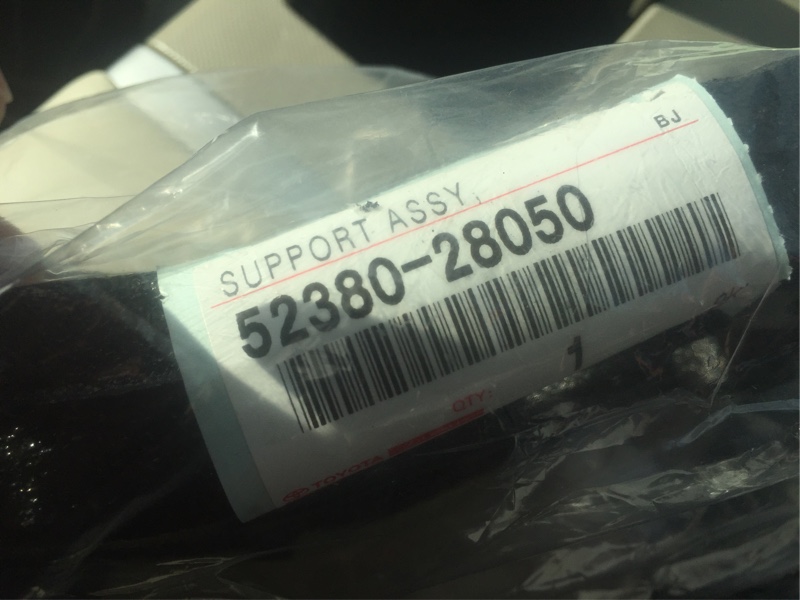 BJ
SUPPORT ASSY,
52380-28050
QTY: 1
TOYOTA